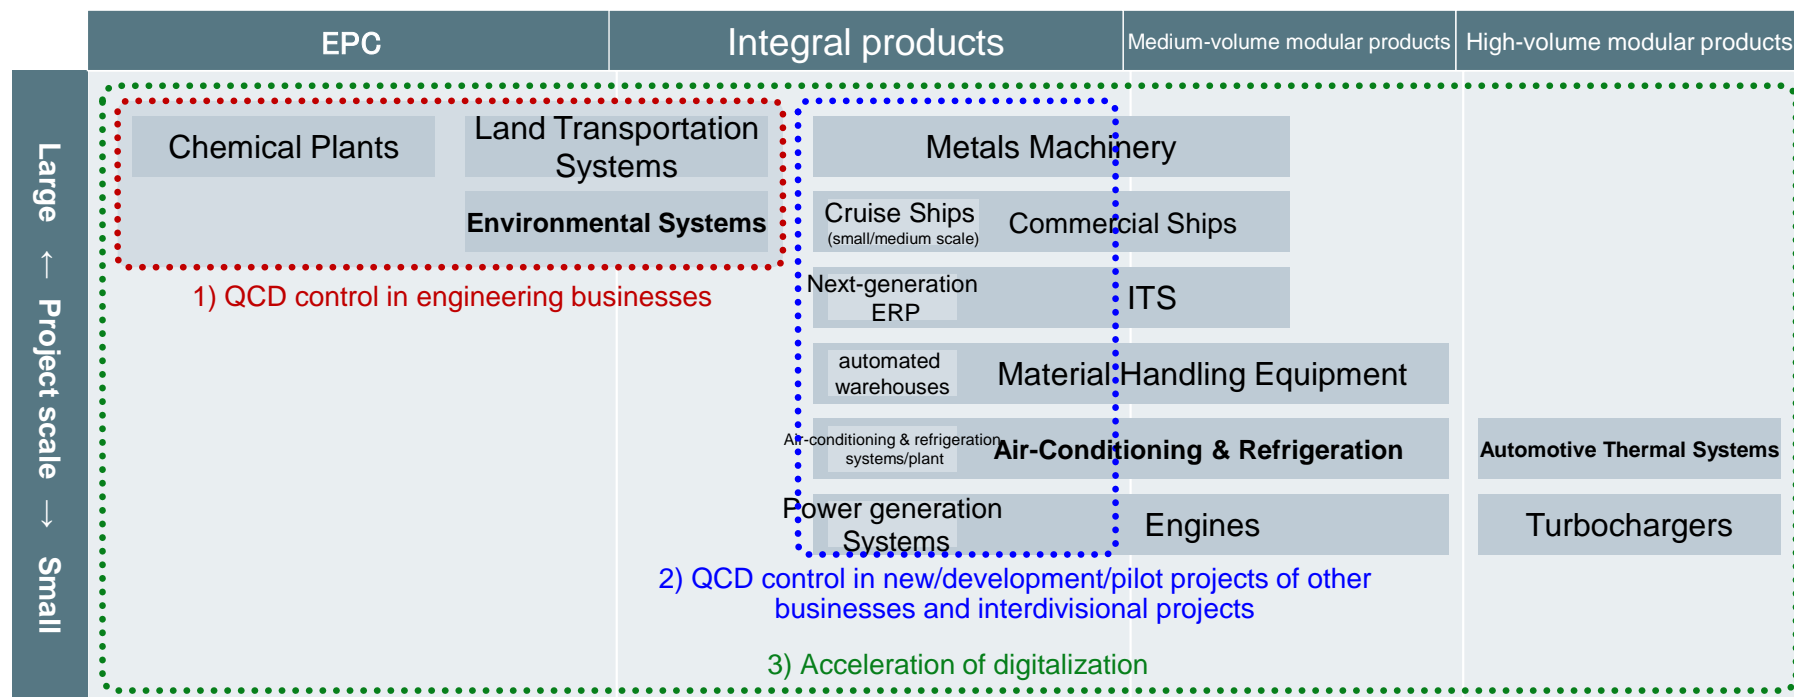 EPC
Integral products
Medium-volume modular products
High-volume modular products
Large ← Project scale → Small
Chemical Plants
Land Transportation
Systems
Environmental Systems
1) QCD control in engineering businesses
Metals Machinery
Cruise Ships
(small/medium scale)
Commercial Ships
Next-generation
ERP
ITS
automated
warehouses
Material Handling Equipment
Air-conditioning & refrigeration
systems/plant
Air-Conditioning & Refrigeration
Automotive Thermal Systems
Power generation
Systems
Engines
Turbochargers
2) QCD control in new/development/pilot projects of other
businesses and interdivisional projects
3) Acceleration of digitalization